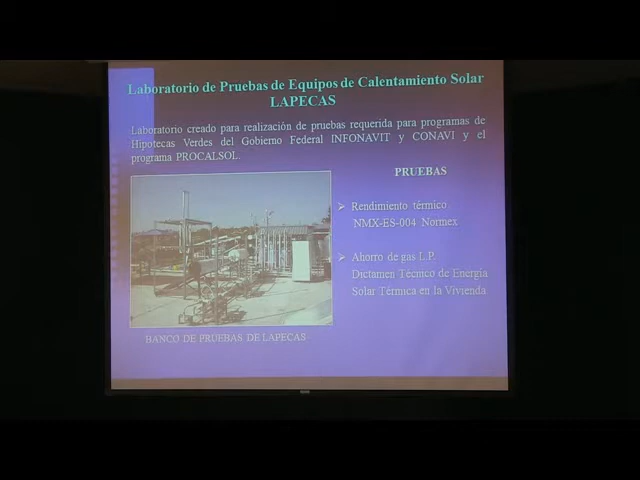 Laboratorio de Pruebas de Equipos de Calentamiento Solar
LAPECAS
Laboratorio creado para realización de pruebas requerida para programas de
Hipotecas Verdes del Gobierno Federal INFONAVIT y CONAVI y el
programa PROCALSOL.
PRUEBAS
Rendimiento térmico
NMX-ES-004 Normex
Ahorro de gas L.P.
Dictamen Técnico de Energía
Solar Térmica en la Vivienda
BANCO DE PRUEBAS DE LAPECAS